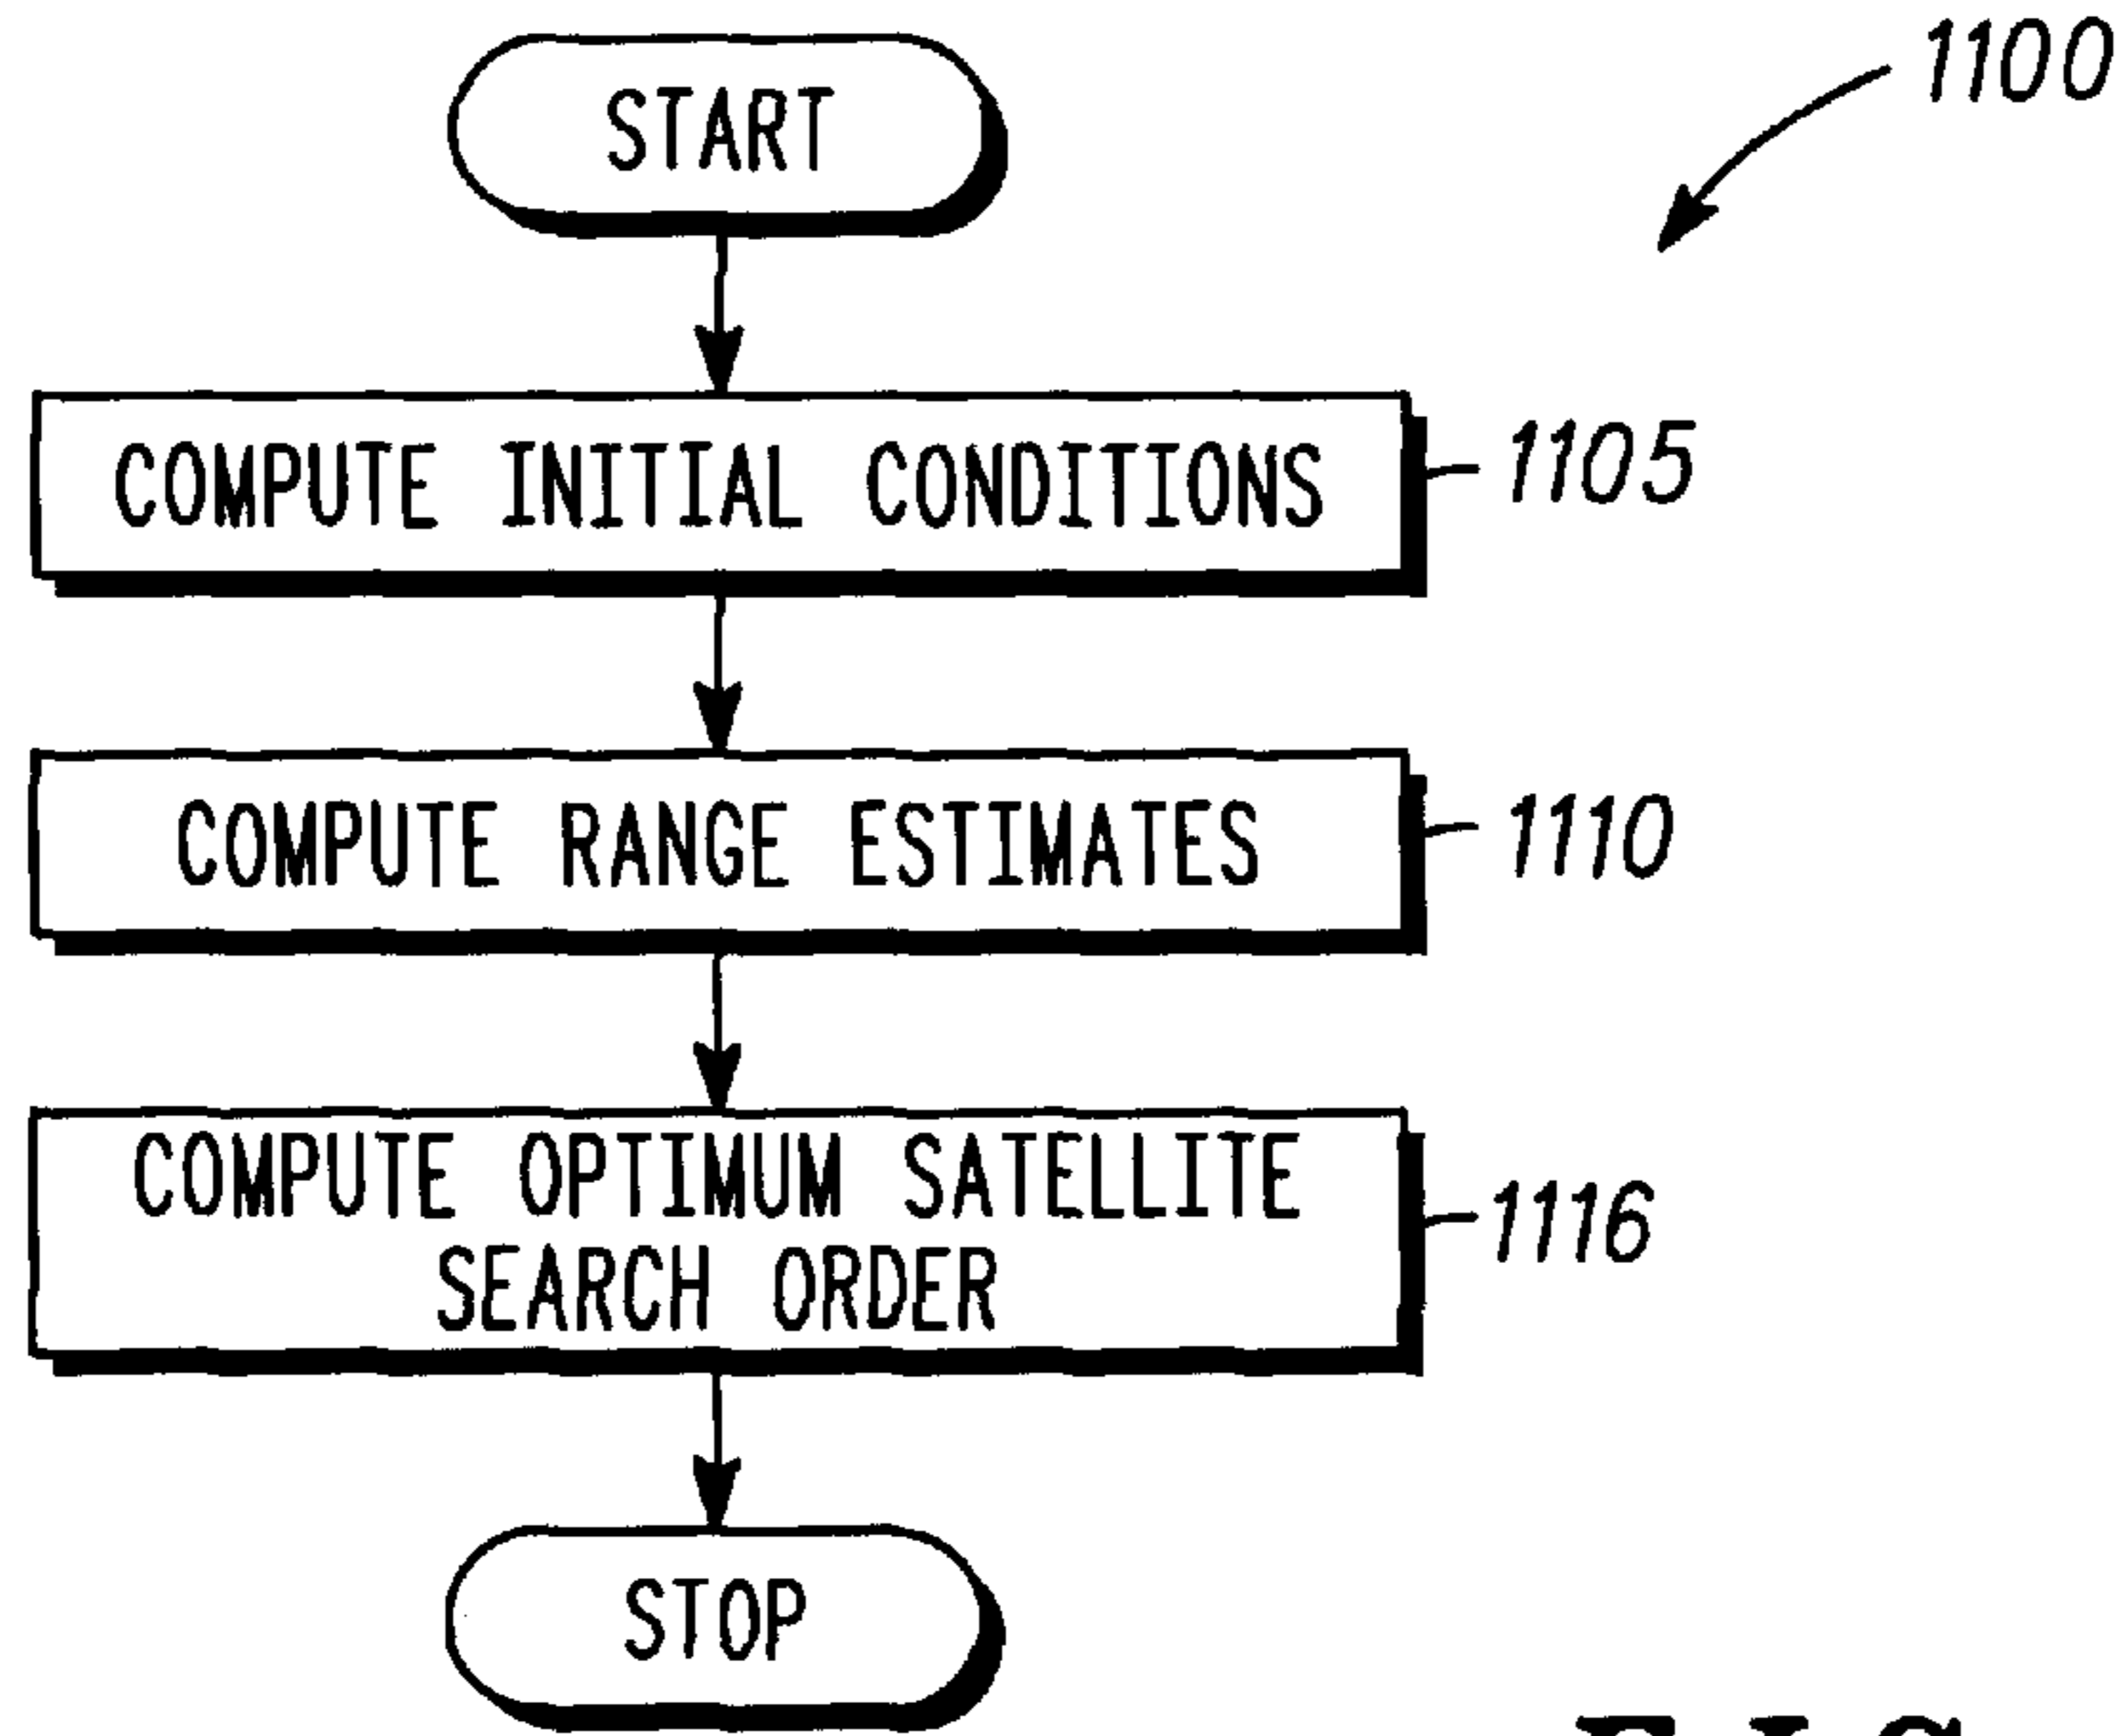 START
1100
COMPUTE INITIAL CONDITIONS
1105
COMPUTE RANGE ESTIMATES
1110
COMPUTE OPTIMUM SATELLITE
SEARCH ORDER
1116
STOP